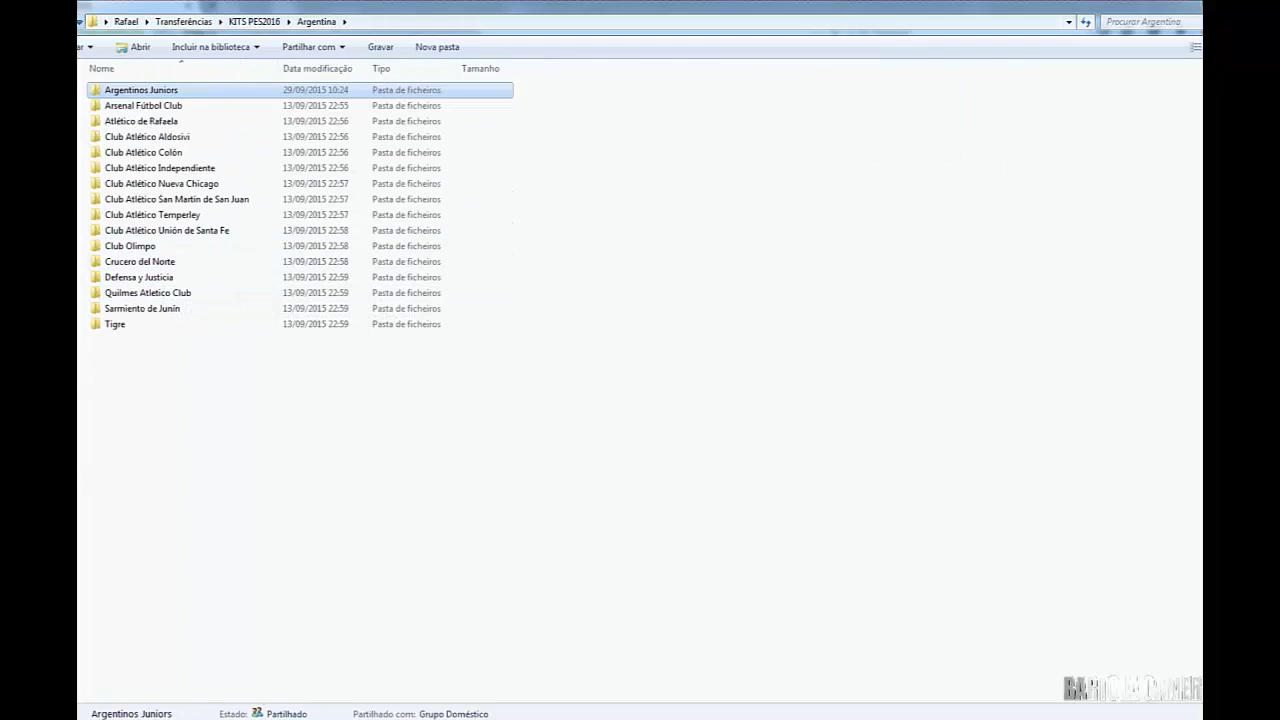 Rafael Transferências KITS PES2016 Argentina Procurar Argentina
ar Abrir Incluir na biblioteca Partilhar com Gravar Nova pasta
Nome Data modificação Tipo Tamanho
Argentinos Juniors 29/09/2015 10:24 Pasta de ficheiros
Arsenal Fútbol Club 13/09/2015 22:55 Pasta de ficheiros
Atlético de Rafaela 13/09/2015 22:56 Pasta de ficheiros
Club Atlético Aldosivi 13/09/2015 22:56 Pasta de ficheiros
Club Atlético Colón 13/09/2015 22:56 Pasta de ficheiros
Club Atlético Independiente 13/09/2015 22:56 Pasta de ficheiros
Club Atlético Nueva Chicago 13/09/2015 22:57 Pasta de ficheiros
Club Atlético San Martín de San Juan 13/09/2015 22:57 Pasta de ficheiros
Club Atlético Temperley 13/09/2015 22:57 Pasta de ficheiros
Club Atlético Unión de Santa Fe 13/09/2015 22:58 Pasta de ficheiros
Club Olimpo 13/09/2015 22:58 Pasta de ficheiros
Crucero del Norte 13/09/2015 22:58 Pasta de ficheiros
Defensa y Justicia 13/09/2015 22:59 Pasta de ficheiros
Quilmes Atletico Club 13/09/2015 22:59 Pasta de ficheiros
Sarmiento de Junín 13/09/2015 22:59 Pasta de ficheiros
Tigre 13/09/2015 22:59 Pasta de ficheiros
Argentinos Juniors Estado: Partilhado Partilhado com: Grupo Doméstico